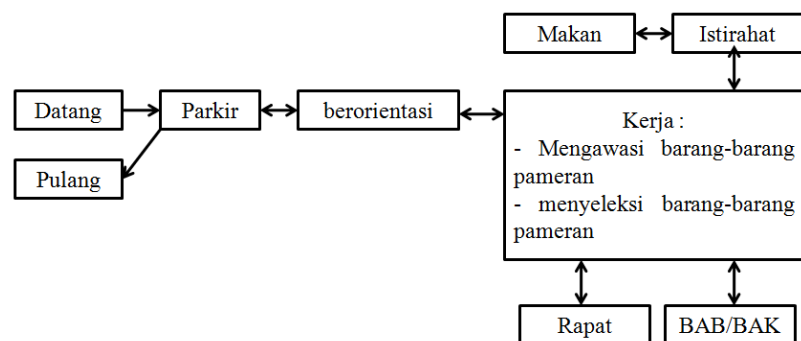 Makan
Istirahat
Datang
Parkir
berorientasi
Kerja :
- Mengawasi barang-barang
pameran
- menyeleksi barang-barang
pameran
Pulang
Rapat
BAB/BAK